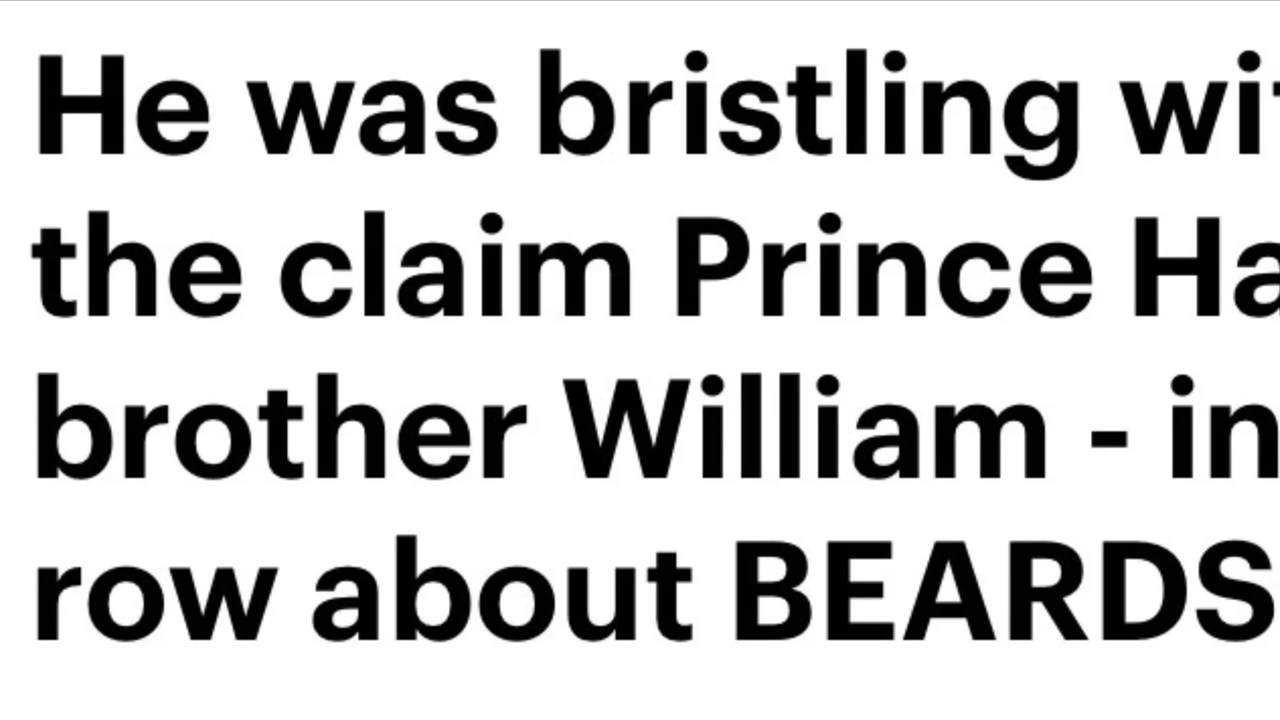 He was bristling wi
the claim Prince Ha
brother William - in
row about BEARDS